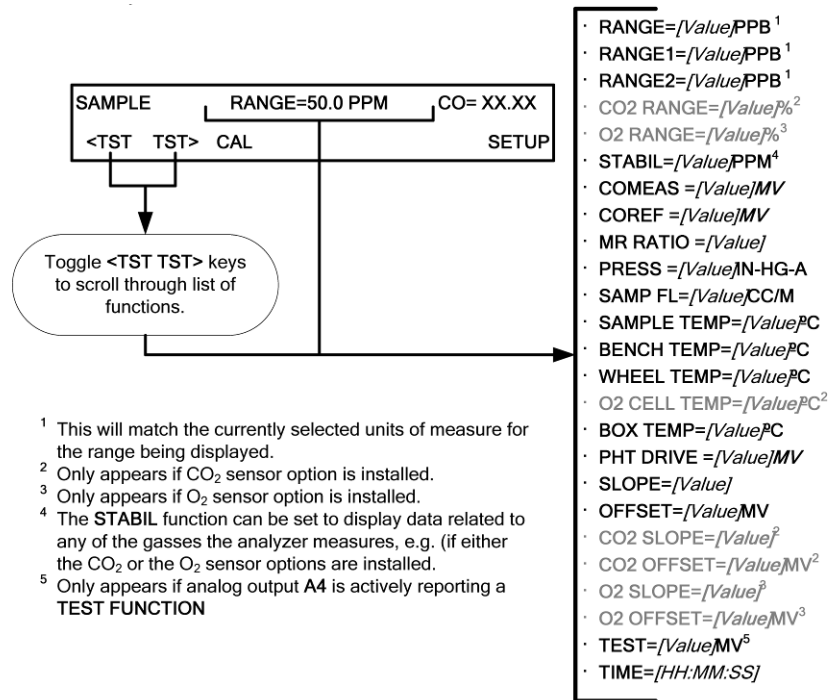 SAMPLE RANGE=50.0 PPM CO= XX.XX
<TST TST> CAL SETUP
Toggle <TST TST> keys
to scroll through list of
functions.
· RANGE=[Value]PPB ¹
· RANGE1=[Value]PPB ¹
· RANGE2=[Value]PPB ¹
· CO2 RANGE=[Value]%²
· O2 RANGE=[Value]%³
· STABIL=[Value]PPM⁴
· COMEAS =[Value]MV
· COREF =[Value]MV
· MR RATIO =[Value]
· PRESS =[Value]IN-HG-A
· SAMP FL=[Value]CC/M
· SAMPLE TEMP=[Value]ºC
· BENCH TEMP=[Value]ºC
· WHEEL TEMP=[Value]ºC
· O2 CELL TEMP=[Value]ºC²
· BOX TEMP=[Value]ºC
· PHT DRIVE =[Value]MV
· SLOPE=[Value]
· OFFSET=[Value]MV
· CO2 SLOPE=[Value]²
· CO2 OFFSET=[Value]MV²
· O2 SLOPE=[Value]³
· O2 OFFSET=[Value]MV³
· TEST=[Value]MV⁵
· TIME=[HH:MM:SS]
¹ This will match the currently selected units of measure for
the range being displayed.
² Only appears if CO₂ sensor option is installed.
³ Only appears if O₂ sensor option is installed.
⁴ The STABIL function can be set to display data related to
any of the gasses the analyzer measures, e.g. (if either
the CO₂ or the O₂ sensor options are installed.
⁵ Only appears if analog output A4 is actively reporting a
TEST FUNCTION